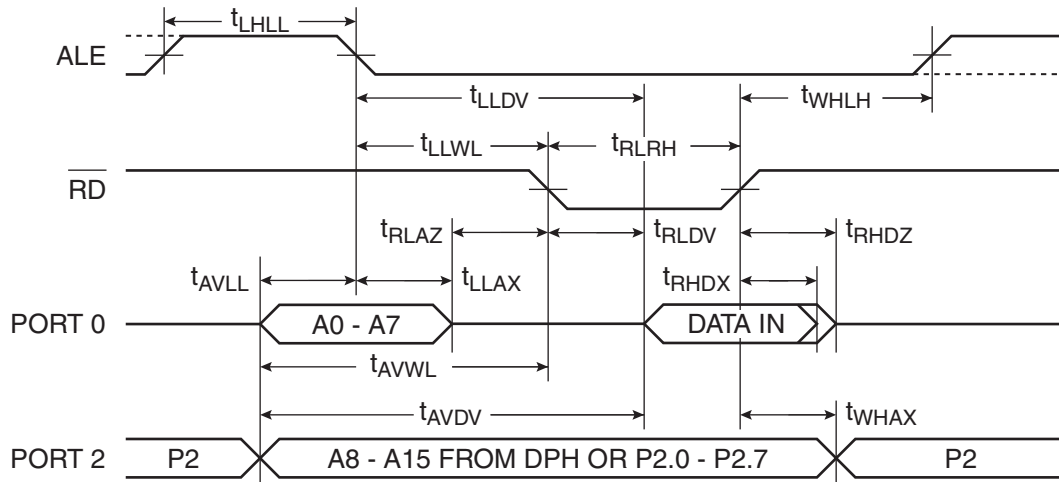 tLHLL
ALE
tLLDV
tWHLH
tLLWL
tRLRH
RD
tRLAZ
tRLDV
tRHDZ
tAVLL
tLLAX
tRHDX
PORT 0
A0 - A7
DATA IN
tAVWL
tAVDV
tWHAX
PORT 2
P2
A8 - A15 FROM DPH OR P2.0 - P2.7
P2